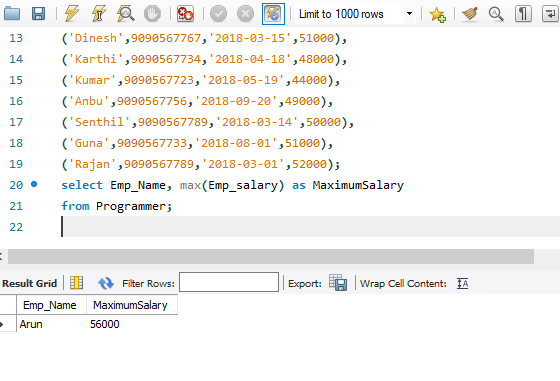 Limit to 1000 rows
13 ('Dinesh',9090567767,'2018-03-15',51000),
14 ('Karthi',9090567734,'2018-04-18',48000),
15 ('Kumar',9090567723,'2018-05-19',44000),
16 ('Anbu',9090567756,'2018-09-20',49000),
17 ('Senthil',9090567789,'2018-03-14',50000),
18 ('Guna',9090567733,'2018-08-01',51000),
19 ('Rajan',9090567789,'2018-03-01',52000);
20 select Emp_Name, max(Emp_salary) as MaximumSalary
21 from Programmer;
22
Result Grid Filter Rows: Export: Wrap Cell Content:
Emp_Name MaximumSalary
Arun 56000